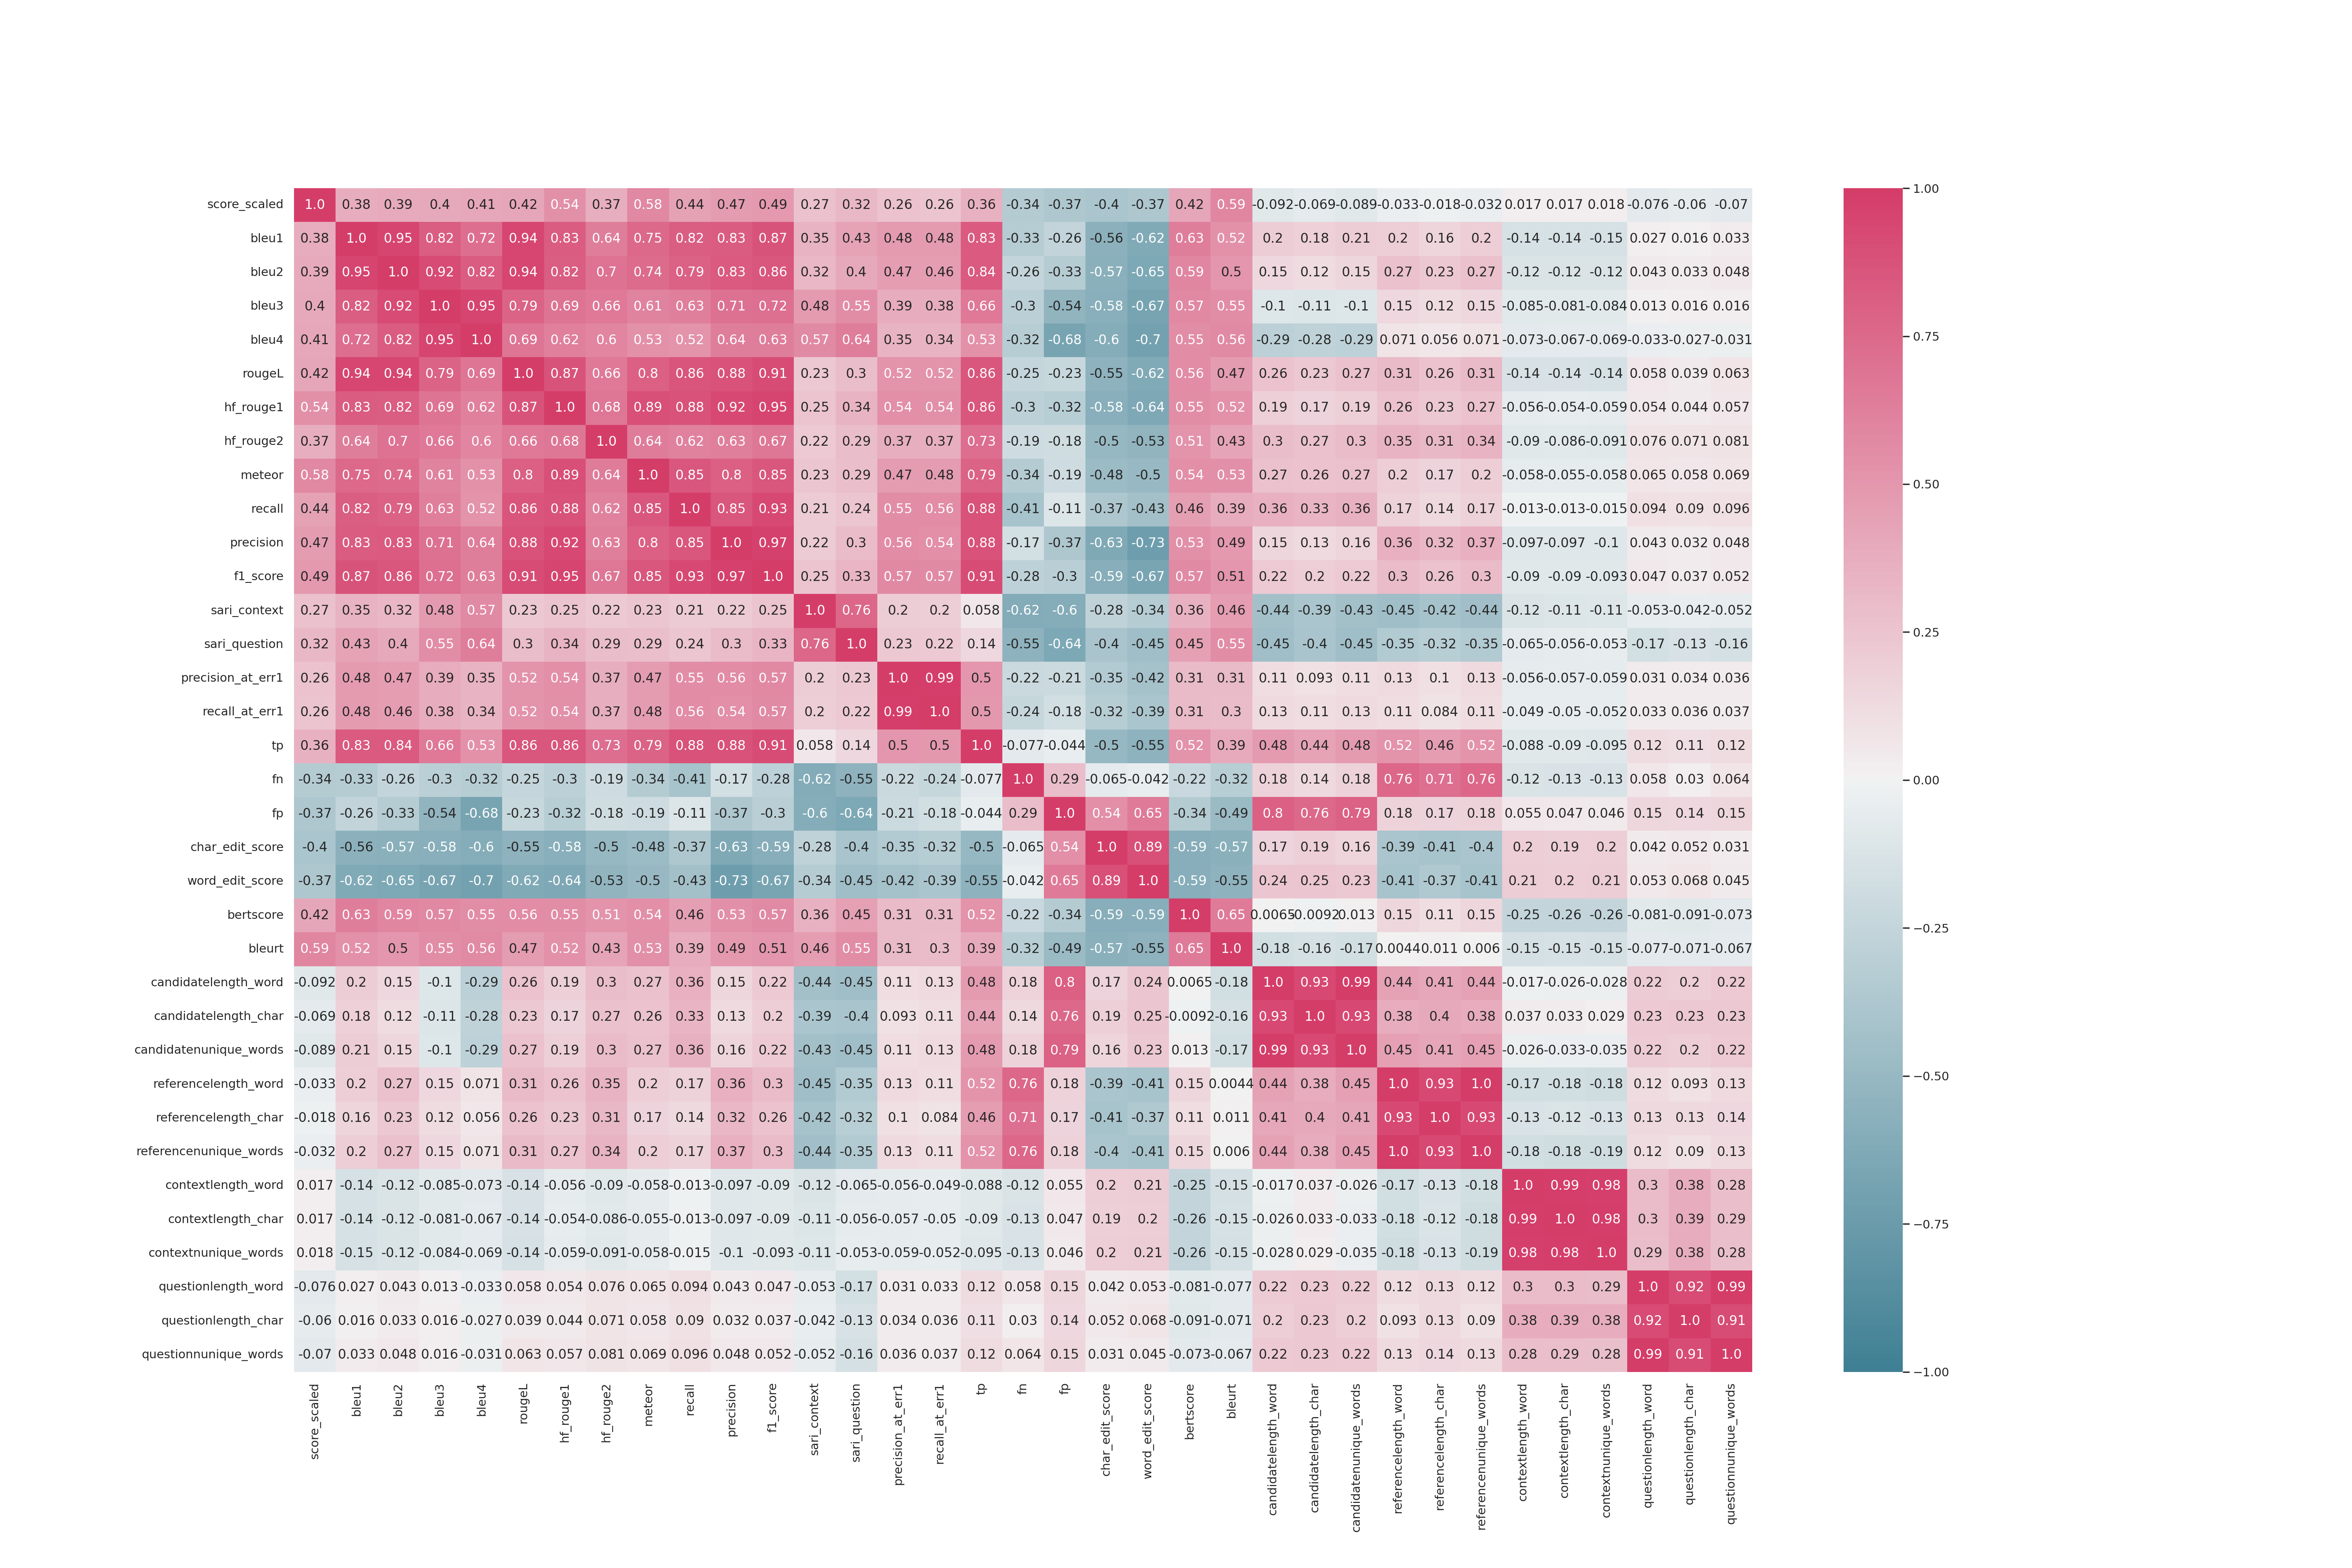 score_scaled 1.0 0.38 0.39 0.4 0.41 0.42 0.54 0.37 0.58 0.44 0.47 0.49 0.27 0.32 0.26 0.26 0.36 -0.34 -0.37 -0.4 -0.37 0.42 0.59 -0.092 -0.069 -0.089 -0.033 -0.018 -0.032 0.017 0.017 0.018 -0.076 -0.06 -0.07 1.00
bleu1 0.38 1.0 0.95 0.82 0.72 0.94 0.83 0.64 0.75 0.82 0.83 0.87 0.35 0.43 0.48 0.48 0.83 -0.33 -0.26 -0.56 -0.62 0.63 0.52 0.2 0.18 0.21 0.2 0.16 0.2 -0.14 -0.14 -0.15 0.027 0.016 0.033
bleu2 0.39 0.95 1.0 0.92 0.82 0.94 0.82 0.7 0.74 0.79 0.83 0.86 0.32 0.4 0.47 0.46 0.84 -0.26 -0.33 -0.57 -0.65 0.59 0.5 0.15 0.12 0.15 0.27 0.23 0.27 -0.12 -0.12 -0.12 0.043 0.033 0.048
bleu3 0.4 0.82 0.92 1.0 0.95 0.79 0.69 0.66 0.61 0.63 0.71 0.72 0.48 0.55 0.39 0.38 0.66 -0.3 -0.54 -0.58 -0.67 0.57 0.55 -0.1 -0.11 -0.1 0.15 0.12 0.15 -0.085 -0.081 -0.084 0.013 0.016 0.016
bleu4 0.41 0.72 0.82 0.95 1.0 0.69 0.62 0.6 0.53 0.52 0.64 0.63 0.57 0.64 0.35 0.34 0.53 -0.32 -0.68 -0.6 -0.7 0.55 0.56 -0.29 -0.28 -0.29 0.071 0.056 0.071 -0.073 -0.067 -0.069 -0.033 -0.027 -0.031 0.75
rougeL 0.42 0.94 0.94 0.79 0.69 1.0 0.87 0.66 0.8 0.86 0.88 0.91 0.23 0.3 0.52 0.52 0.86 -0.25 -0.23 -0.55 -0.62 0.56 0.47 0.26 0.23 0.27 0.31 0.26 0.31 -0.14 -0.14 -0.14 0.058 0.039 0.063
hf_rouge1 0.54 0.83 0.82 0.69 0.62 0.87 1.0 0.68 0.89 0.88 0.92 0.95 0.25 0.34 0.54 0.54 0.86 -0.3 -0.32 -0.58 -0.64 0.55 0.52 0.19 0.17 0.19 0.26 0.23 0.27 -0.056 -0.054 -0.059 0.054 0.044 0.057
hf_rouge2 0.37 0.64 0.7 0.66 0.6 0.66 0.68 1.0 0.64 0.62 0.63 0.67 0.22 0.29 0.37 0.37 0.73 -0.19 -0.18 -0.5 -0.53 0.51 0.43 0.3 0.27 0.3 0.35 0.31 0.34 -0.09 -0.086 -0.091 0.076 0.071 0.081
meteor 0.58 0.75 0.74 0.61 0.53 0.8 0.89 0.64 1.0 0.85 0.8 0.85 0.23 0.29 0.47 0.48 0.79 -0.34 -0.19 -0.48 -0.5 0.54 0.53 0.27 0.26 0.27 0.2 0.17 0.2 -0.058 -0.055 -0.058 0.065 0.058 0.069 0.50
recall 0.44 0.82 0.79 0.63 0.52 0.86 0.88 0.62 0.85 1.0 0.85 0.93 0.21 0.24 0.55 0.56 0.88 -0.41 -0.11 -0.37 -0.43 0.46 0.39 0.36 0.33 0.36 0.17 0.14 0.17 -0.013 -0.013 -0.015 0.094 0.09 0.096
precision 0.47 0.83 0.83 0.71 0.64 0.88 0.92 0.63 0.8 0.85 1.0 0.97 0.22 0.3 0.56 0.54 0.88 -0.17 -0.37 -0.63 -0.73 0.53 0.49 0.15 0.13 0.16 0.36 0.32 0.37 -0.097 -0.097 -0.1 0.043 0.032 0.048
f1_score 0.49 0.87 0.86 0.72 0.63 0.91 0.95 0.67 0.85 0.93 0.97 1.0 0.25 0.33 0.57 0.57 0.91 -0.28 -0.3 -0.59 -0.67 0.57 0.51 0.22 0.2 0.22 0.3 0.26 0.3 -0.09 -0.09 -0.093 0.047 0.037 0.052
sari_context 0.27 0.35 0.32 0.48 0.57 0.23 0.25 0.22 0.23 0.21 0.22 0.25 1.0 0.76 0.2 0.2 0.058 -0.62 -0.6 -0.28 -0.34 0.36 0.46 -0.44 -0.39 -0.43 -0.45 -0.42 -0.44 -0.12 -0.11 -0.11 -0.053 -0.042 -0.052
sari_question 0.32 0.43 0.4 0.55 0.64 0.3 0.34 0.29 0.29 0.24 0.3 0.33 0.76 1.0 0.23 0.22 0.14 -0.55 -0.64 -0.4 -0.45 0.45 0.55 -0.45 -0.4 -0.45 -0.35 -0.32 -0.35 -0.065 -0.056 -0.053 -0.17 -0.13 -0.16 0.25
precision_at_err1 0.26 0.48 0.47 0.39 0.35 0.52 0.54 0.37 0.47 0.55 0.56 0.57 0.2 0.23 1.0 0.99 0.5 -0.22 -0.21 -0.35 -0.42 0.31 0.31 0.11 0.093 0.11 0.13 0.1 0.13 -0.056 -0.057 -0.059 0.031 0.034 0.036
recall_at_err1 0.26 0.48 0.46 0.38 0.34 0.52 0.54 0.37 0.48 0.56 0.54 0.57 0.2 0.22 0.99 1.0 0.5 -0.24 -0.18 -0.32 -0.39 0.31 0.3 0.13 0.11 0.13 0.11 0.084 0.11 -0.049 -0.05 -0.052 0.033 0.036 0.037
tp 0.36 0.83 0.84 0.66 0.53 0.86 0.86 0.73 0.79 0.88 0.88 0.91 0.058 0.14 0.5 0.5 1.0 -0.077 -0.044 -0.5 -0.55 0.52 0.39 0.48 0.44 0.48 0.52 0.46 0.52 -0.088 -0.09 -0.095 0.12 0.11 0.12
fn -0.34 -0.33 -0.26 -0.3 -0.32 -0.25 -0.3 -0.19 -0.34 -0.41 -0.17 -0.28 -0.62 -0.55 -0.22 -0.24 -0.077 1.0 0.29 -0.065 -0.042 -0.22 -0.32 0.18 0.14 0.18 0.76 0.71 0.76 -0.12 -0.13 -0.13 0.058 0.03 0.064 0.00
fp -0.37 -0.26 -0.33 -0.54 -0.68 -0.23 -0.32 -0.18 -0.19 -0.11 -0.37 -0.3 -0.6 -0.64 -0.21 -0.18 -0.044 0.29 1.0 0.54 0.65 -0.34 -0.49 0.8 0.76 0.79 0.18 0.17 0.18 0.055 0.047 0.046 0.15 0.14 0.15
char_edit_score -0.4 -0.56 -0.57 -0.58 -0.6 -0.55 -0.58 -0.5 -0.48 -0.37 -0.63 -0.59 -0.28 -0.4 -0.35 -0.32 -0.5 -0.065 0.54 1.0 0.89 -0.59 -0.57 0.17 0.19 0.16 -0.39 -0.41 -0.4 0.2 0.19 0.2 0.042 0.052 0.031
word_edit_score -0.37 -0.62 -0.65 -0.67 -0.7 -0.62 -0.64 -0.53 -0.5 -0.43 -0.73 -0.67 -0.34 -0.45 -0.42 -0.39 -0.55 -0.042 0.65 0.89 1.0 -0.59 -0.55 0.24 0.25 0.23 -0.41 -0.37 -0.41 0.21 0.2 0.21 0.053 0.068 0.045
bertscore 0.42 0.63 0.59 0.57 0.55 0.56 0.55 0.51 0.54 0.46 0.53 0.57 0.36 0.45 0.31 0.31 0.52 -0.22 -0.34 -0.59 -0.59 1.0 0.65 0.0065 -0.0092 0.013 0.15 0.11 0.15 -0.25 -0.26 -0.26 -0.081 -0.091 -0.073 −0.25
bleurt 0.59 0.52 0.5 0.55 0.56 0.47 0.52 0.43 0.53 0.39 0.49 0.51 0.46 0.55 0.31 0.3 0.39 -0.32 -0.49 -0.57 -0.55 0.65 1.0 -0.18 -0.16 -0.17 0.0044 0.011 0.006 -0.15 -0.15 -0.15 -0.077 -0.071 -0.067
candidatelength_word -0.092 0.2 0.15 -0.1 -0.29 0.26 0.19 0.3 0.27 0.36 0.15 0.22 -0.44 -0.45 0.11 0.13 0.48 0.18 0.8 0.17 0.24 0.0065 -0.18 1.0 0.93 0.99 0.44 0.41 0.44 -0.017 -0.026 -0.028 0.22 0.2 0.22
candidatelength_char -0.069 0.18 0.12 -0.11 -0.28 0.23 0.17 0.27 0.26 0.33 0.13 0.2 -0.39 -0.4 0.093 0.11 0.44 0.14 0.76 0.19 0.25 -0.0092 -0.16 0.93 1.0 0.93 0.38 0.4 0.38 0.037 0.033 0.029 0.23 0.23 0.23
candidatenunique_words -0.089 0.21 0.15 -0.1 -0.29 0.27 0.19 0.3 0.27 0.36 0.16 0.22 -0.43 -0.45 0.11 0.13 0.48 0.18 0.79 0.16 0.23 0.013 -0.17 0.99 0.93 1.0 0.45 0.41 0.45 -0.026 -0.033 -0.035 0.22 0.2 0.22
referencelength_word -0.033 0.2 0.27 0.15 0.071 0.31 0.26 0.35 0.2 0.17 0.36 0.3 -0.45 -0.35 0.13 0.11 0.52 0.76 0.18 -0.39 -0.41 0.15 0.0044 0.44 0.38 0.45 1.0 0.93 1.0 -0.17 -0.18 -0.18 0.12 0.093 0.13 −0.50
referencelength_char -0.018 0.16 0.23 0.12 0.056 0.26 0.23 0.31 0.17 0.14 0.32 0.26 -0.42 -0.32 0.1 0.084 0.46 0.71 0.17 -0.41 -0.37 0.11 0.011 0.41 0.4 0.41 0.93 1.0 0.93 -0.13 -0.12 -0.13 0.13 0.13 0.14
referencenunique_words -0.032 0.2 0.27 0.15 0.071 0.31 0.27 0.34 0.2 0.17 0.37 0.3 -0.44 -0.35 0.13 0.11 0.52 0.76 0.18 -0.4 -0.41 0.15 0.006 0.44 0.38 0.45 1.0 0.93 1.0 -0.18 -0.18 -0.19 0.12 0.09 0.13
contextlength_word 0.017 -0.14 -0.12 -0.085 -0.073 -0.14 -0.056 -0.09 -0.058 -0.013 -0.097 -0.09 -0.12 -0.065 -0.056 -0.049 -0.088 -0.12 0.055 0.2 0.21 -0.25 -0.15 -0.017 0.037 -0.026 -0.17 -0.13 -0.18 1.0 0.99 0.98 0.3 0.38 0.28
contextlength_char 0.017 -0.14 -0.12 -0.081 -0.067 -0.14 -0.054 -0.086 -0.055 -0.013 -0.097 -0.09 -0.11 -0.056 -0.057 -0.05 -0.09 -0.13 0.047 0.19 0.2 -0.26 -0.15 -0.026 0.033 -0.033 -0.18 -0.12 -0.18 0.99 1.0 0.98 0.3 0.39 0.29 −0.75
contextnunique_words 0.018 -0.15 -0.12 -0.084 -0.069 -0.14 -0.059 -0.091 -0.058 -0.015 -0.1 -0.093 -0.11 -0.053 -0.059 -0.052 -0.095 -0.13 0.046 0.2 0.21 -0.26 -0.15 -0.028 0.029 -0.035 -0.18 -0.13 -0.19 0.98 0.98 1.0 0.29 0.38 0.28
questionlength_word -0.076 0.027 0.043 0.013 -0.033 0.058 0.054 0.076 0.065 0.094 0.043 0.047 -0.053 -0.17 0.031 0.033 0.12 0.058 0.15 0.042 0.053 -0.081 -0.077 0.22 0.23 0.22 0.12 0.13 0.12 0.3 0.3 0.29 1.0 0.92 0.99
questionlength_char -0.06 0.016 0.033 0.016 -0.027 0.039 0.044 0.071 0.058 0.09 0.032 0.037 -0.042 -0.13 0.034 0.036 0.11 0.03 0.14 0.052 0.068 -0.091 -0.071 0.2 0.23 0.2 0.093 0.13 0.09 0.38 0.39 0.38 0.92 1.0 0.91
questionnunique_words -0.07 0.033 0.048 0.016 -0.031 0.063 0.057 0.081 0.069 0.096 0.048 0.052 -0.052 -0.16 0.036 0.037 0.12 0.064 0.15 0.031 0.045 -0.073 -0.067 0.22 0.23 0.22 0.13 0.14 0.13 0.28 0.29 0.28 0.99 0.91 1.0
−1.00
score_scaled bleu1 bleu2 bleu3 bleu4 rougeL hf_rouge1 hf_rouge2 meteor recall precision f1_score sari_context sari_question precision_at_err1 recall_at_err1 tp fn fp char_edit_score word_edit_score bertscore bleurt candidatelength_word candidatelength_char candidatenunique_words referencelength_word referencelength_char referencenunique_words contextlength_word contextlength_char contextnunique_words questionlength_word questionlength_char questionnunique_words